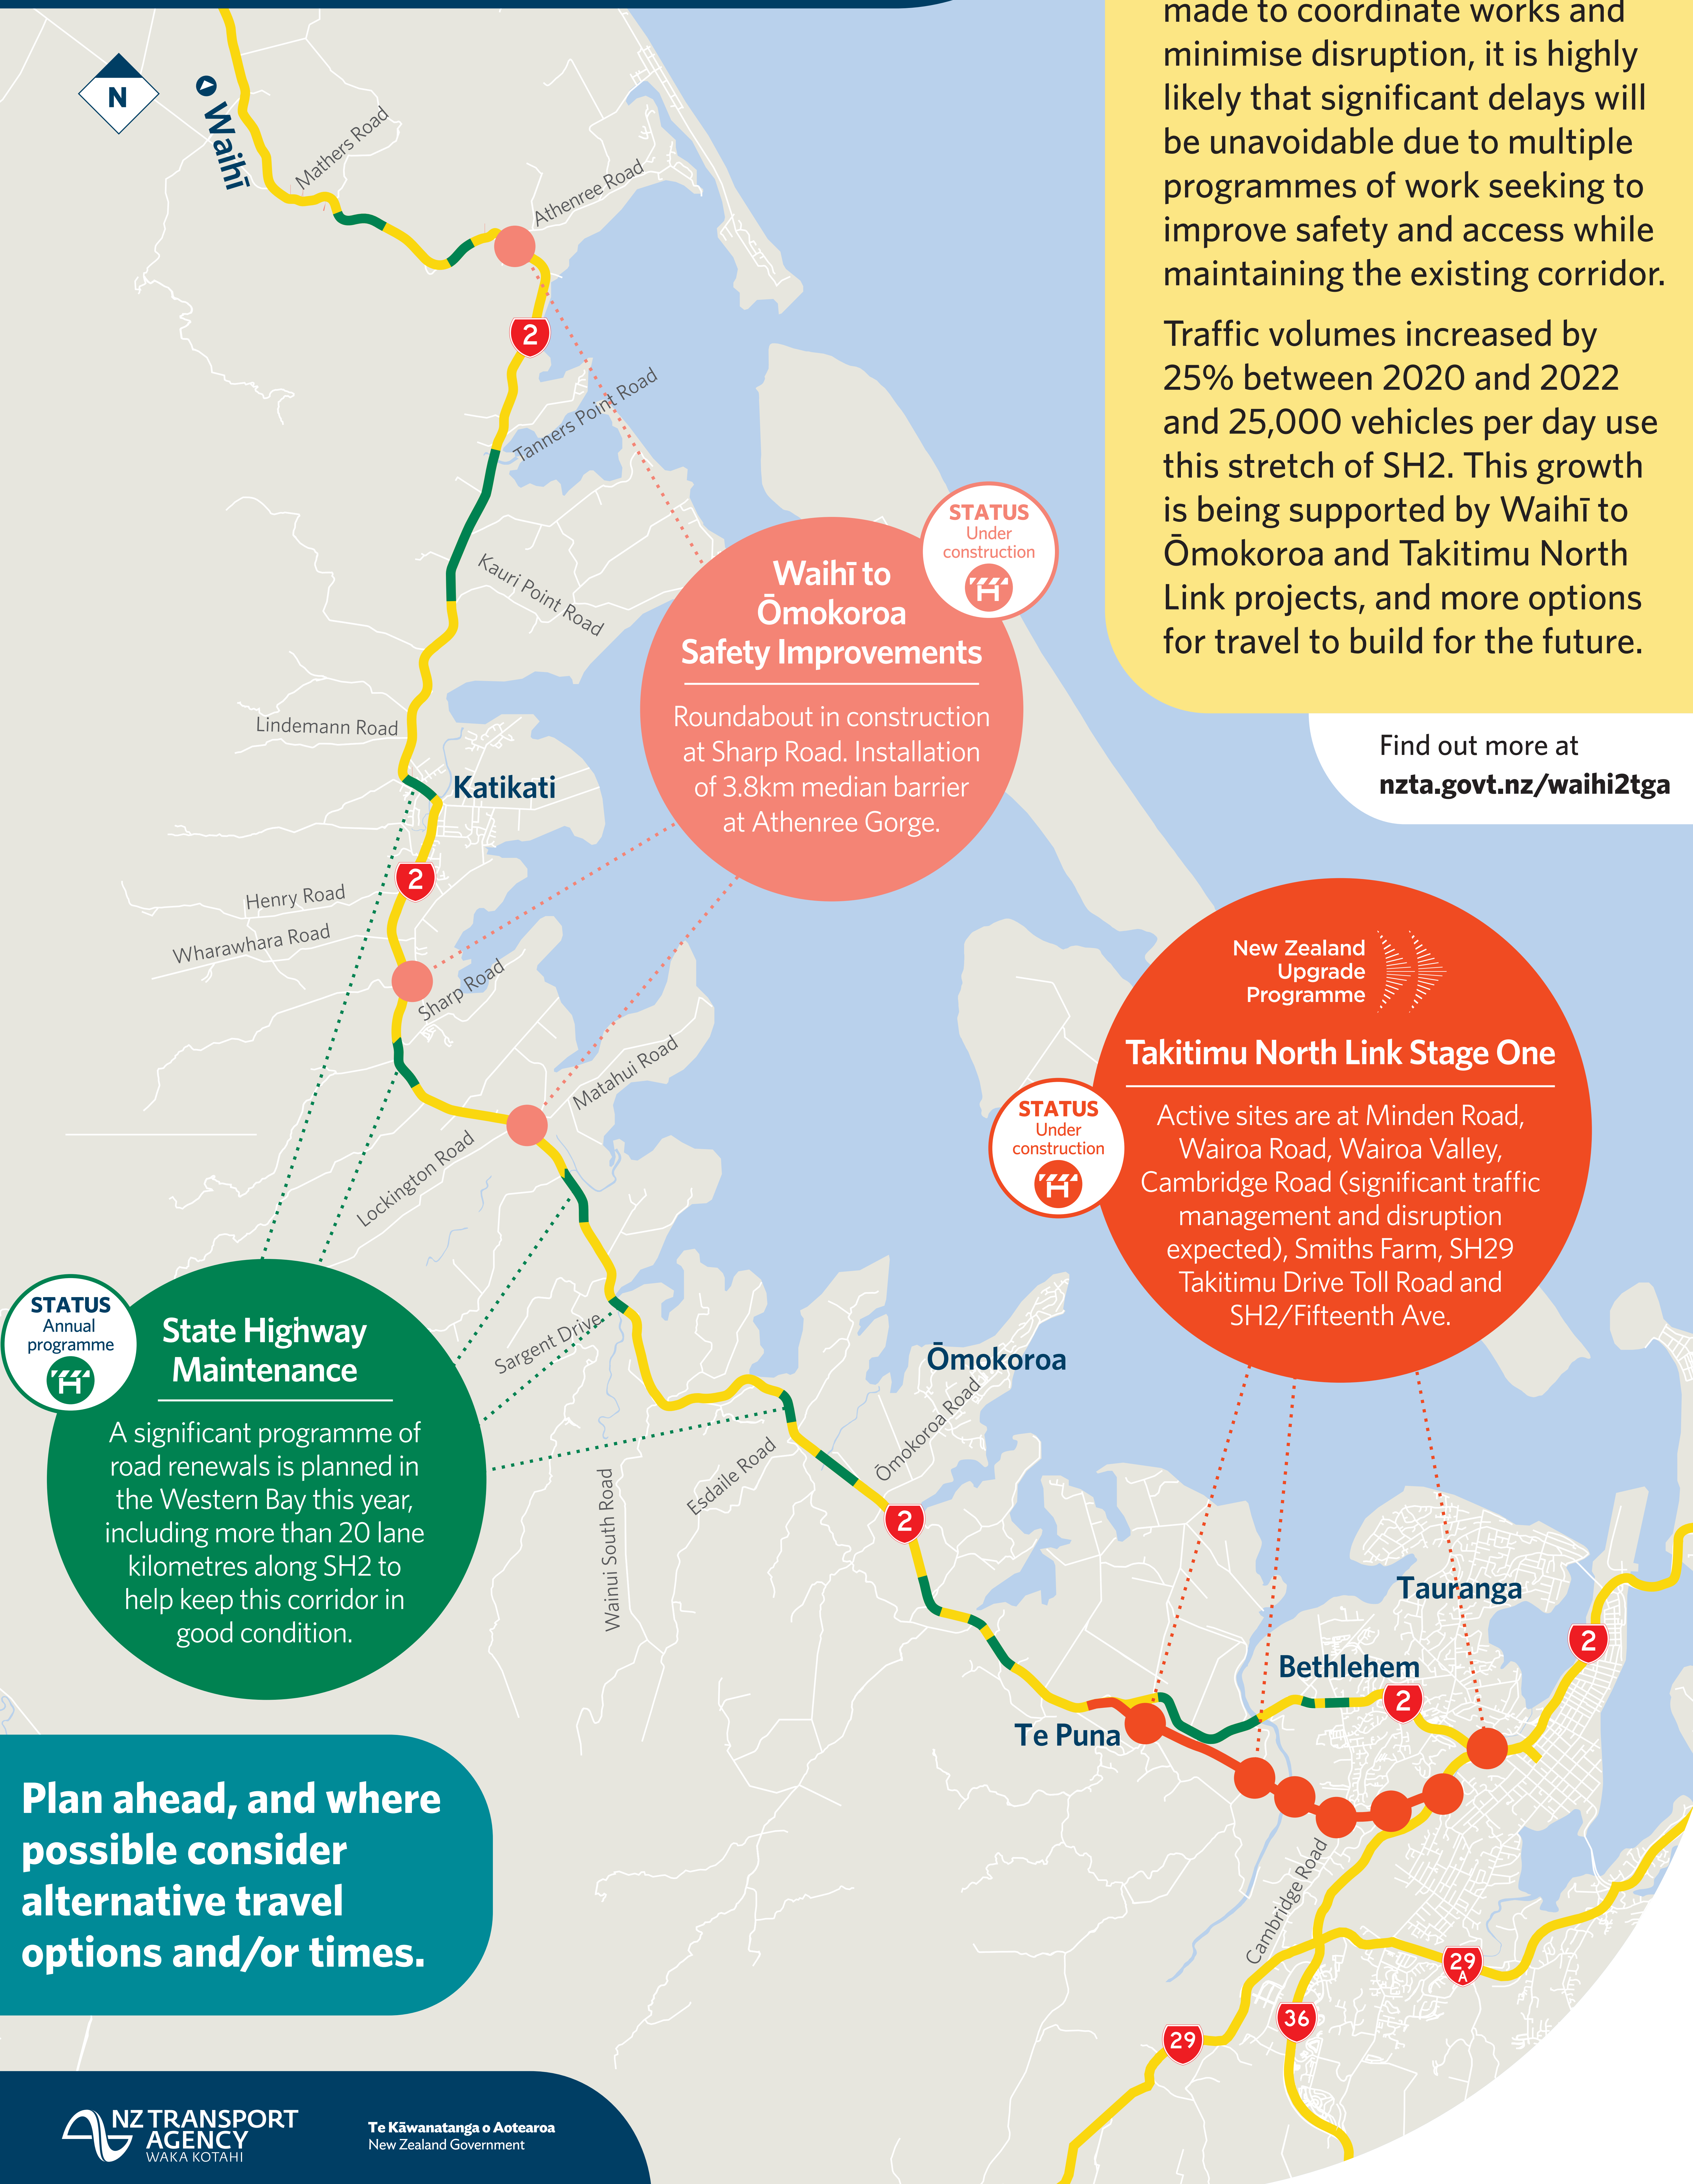 made to coordinate works and
minimise disruption, it is highly
likely that significant delays will
be unavoidable due to multiple
programmes of work seeking to
improve safety and access while
maintaining the existing corridor.
Traffic volumes increased by
25% between 2020 and 2022
and 25,000 vehicles per day use
this stretch of SH2. This growth
is being supported by Waihī to
Ōmokoroa and Takitimu North
Link projects, and more options
for travel to build for the future.
Find out more at
nzta.govt.nz/waihi2tga
N
Waihī
Mathers Road
Athenree Road
2
Tanners Point Road
Kauri Point Road
STATUS
Under
construction
Waihī to
Ōmokoroa
Safety Improvements
Roundabout in construction
at Sharp Road. Installation
of 3.8km median barrier
at Athenree Gorge.
Lindemann Road
Katikati
2
Henry Road
Wharawhara Road
Sharp Road
Matahui Road
Lockington Road
New Zealand
Upgrade
Programme
Takitimu North Link Stage One
STATUS
Under
construction
Active sites are at Minden Road,
Wairoa Road, Wairoa Valley,
Cambridge Road (significant traffic
management and disruption
expected), Smiths Farm, SH29
Takitimu Drive Toll Road and
SH2/Fifteenth Ave.
STATUS
Annual
programme
State Highway
Maintenance
A significant programme of
road renewals is planned in
the Western Bay this year,
including more than 20 lane
kilometres along SH2 to
help keep this corridor in
good condition.
Sargent Drive
Ōmokoroa
Ōmokoroa Road
Esdaile Road
Wainui South Road
2
Tauranga
2
Bethlehem
2
Te Puna
Cambridge Road
29
A
36
29
Plan ahead, and where
possible consider
alternative travel
options and/or times.
NZ TRANSPORT
AGENCY
WAKA KOTAHI
Te Kāwanatanga o Aotearoa
New Zealand Government